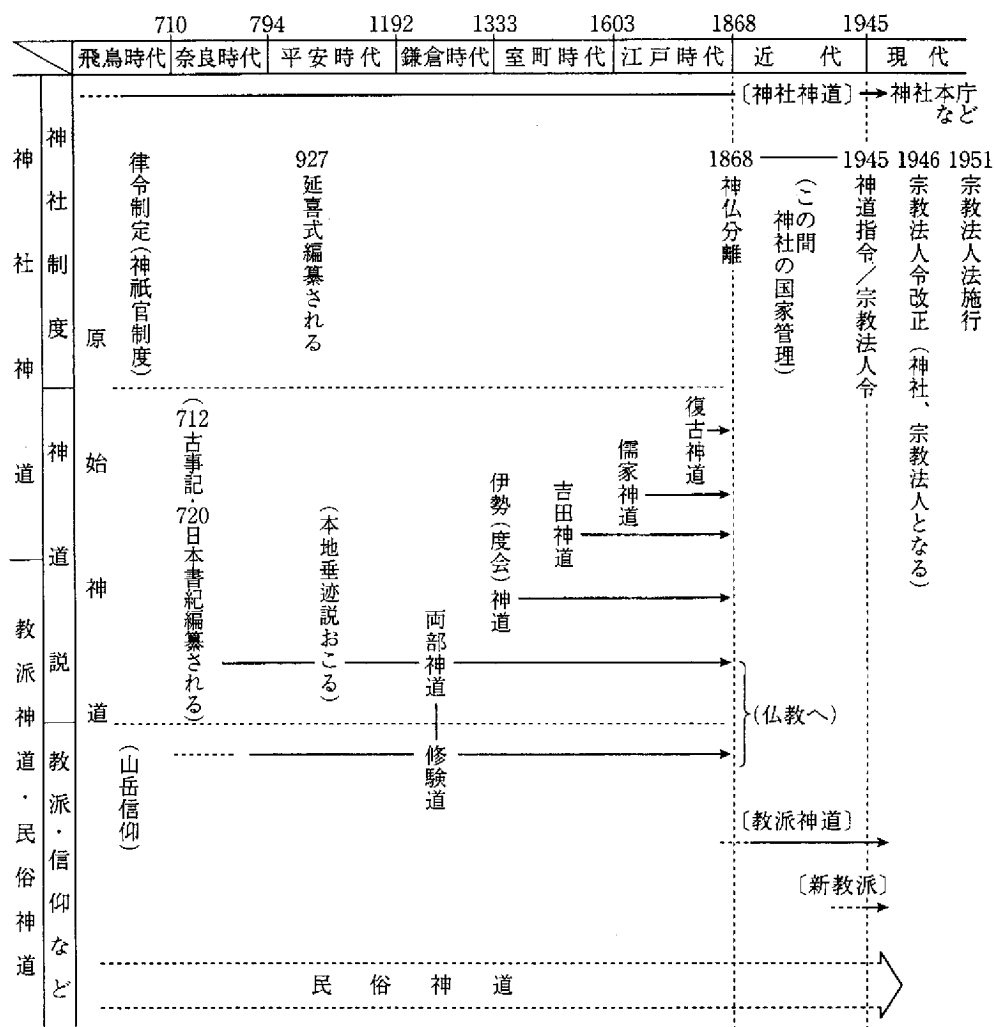 710 794 1192 1333 1603 1868 1945
飛鳥時代 奈良時代 平安時代 鎌倉時代 室町時代 江戸時代 近代 現代
神社神道
教派神道・民俗神道
神社制度
神道説
教派・信仰など
原始神道
〔神社神道〕
神社本庁
など
律令制定(神祇官制度)
927
延喜式編纂される
1868
神仏分離
(この間
神社の国家管理)
1945
神道指令/宗教法人令
1946
宗教法人令改正(神社、宗教法人となる)
1951
宗教法人法施行
(712古事記・720日本書紀編纂される)
(本地垂迹説おこる)
両部神道
伊勢(度会)神道
吉田神道
儒家神道
復古神道
(仏教へ)
(山岳信仰)
修験道
〔教派神道〕
〔新教派〕
民俗神道